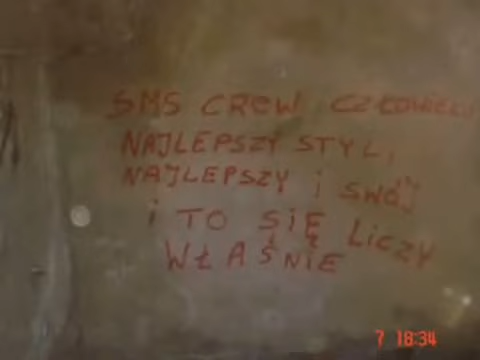 SMS CREW CZŁOWIEKU
NAJLEPSZY STYL,
NAJLEPSZY i SWÓJ
i TO SiĘ LiCZY
WŁAŚNiE
7 18:34